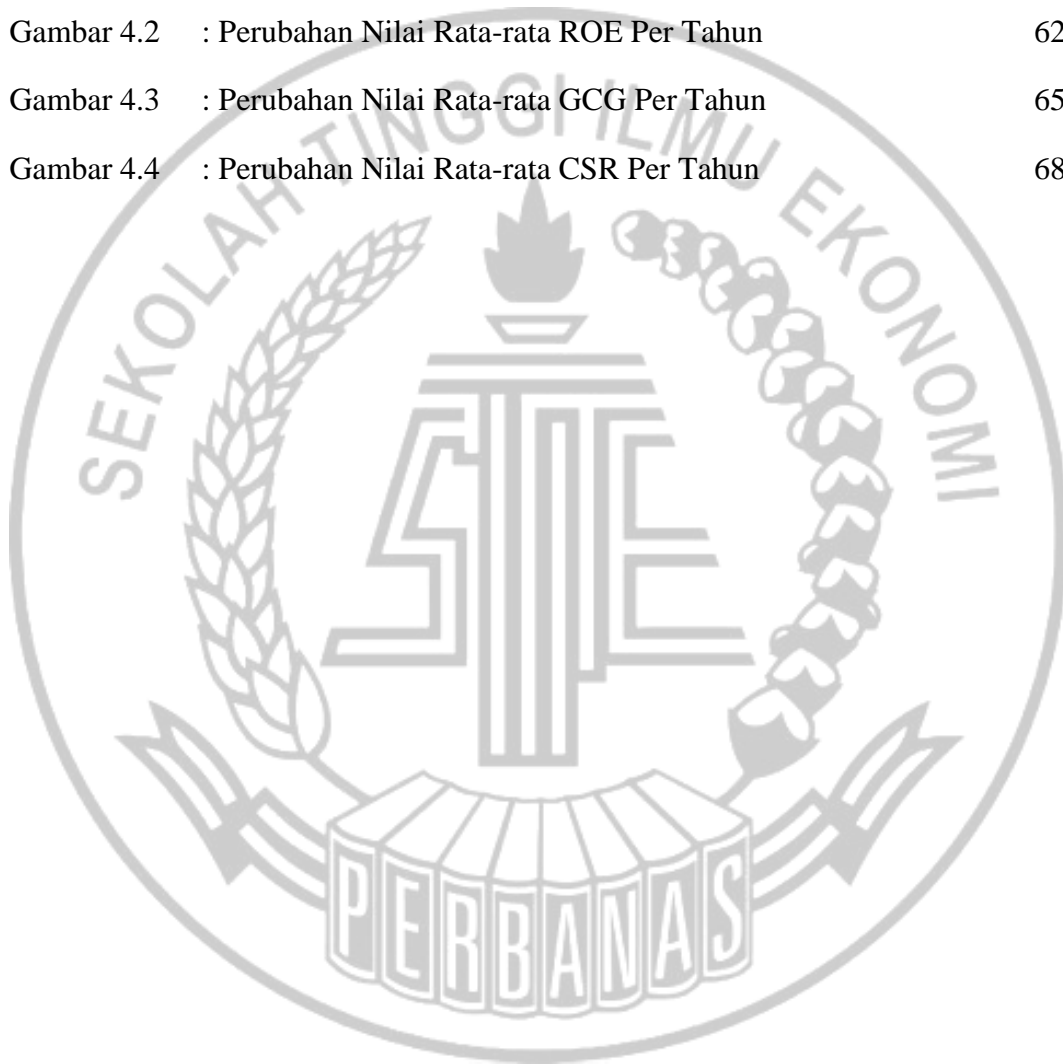 Gambar 4.2 : Perubahan Nilai Rata-rata ROE Per Tahun 62
Gambar 4.3 : Perubahan Nilai Rata-rata GCG Per Tahun 65
Gambar 4.4 : Perubahan Nilai Rata-rata CSR Per Tahun 68
SEKOLAH TINGGI ILMU EKONOMI
STIE
PERBANAS